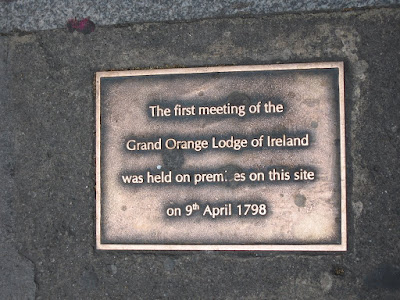 The first meeting of the
Grand Orange Lodge of Ireland
was held on premises on this site
on 9th April 1798